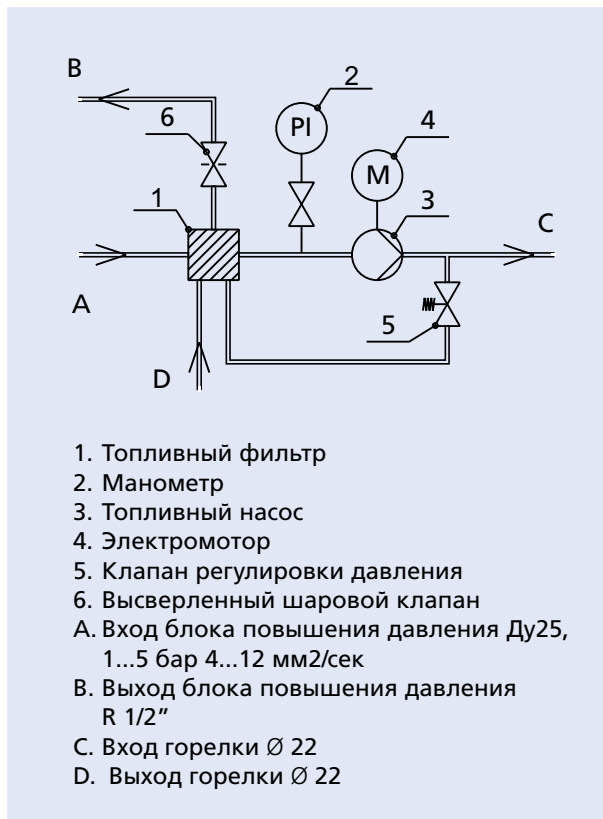 B
2
6
PI
4
M
1
3
C
A
5
D
1. Топливный фильтр
2. Манометр
3. Топливный насос
4. Электромотор
5. Клапан регулировки давления
6. Высверленный шаровой клапан
A. Вход блока повышения давления Ду25,
1...5 бар 4...12 мм2/сек
B. Выход блока повышения давления
R 1/2”
C. Вход горелки Ø 22
D. Выход горелки Ø 22